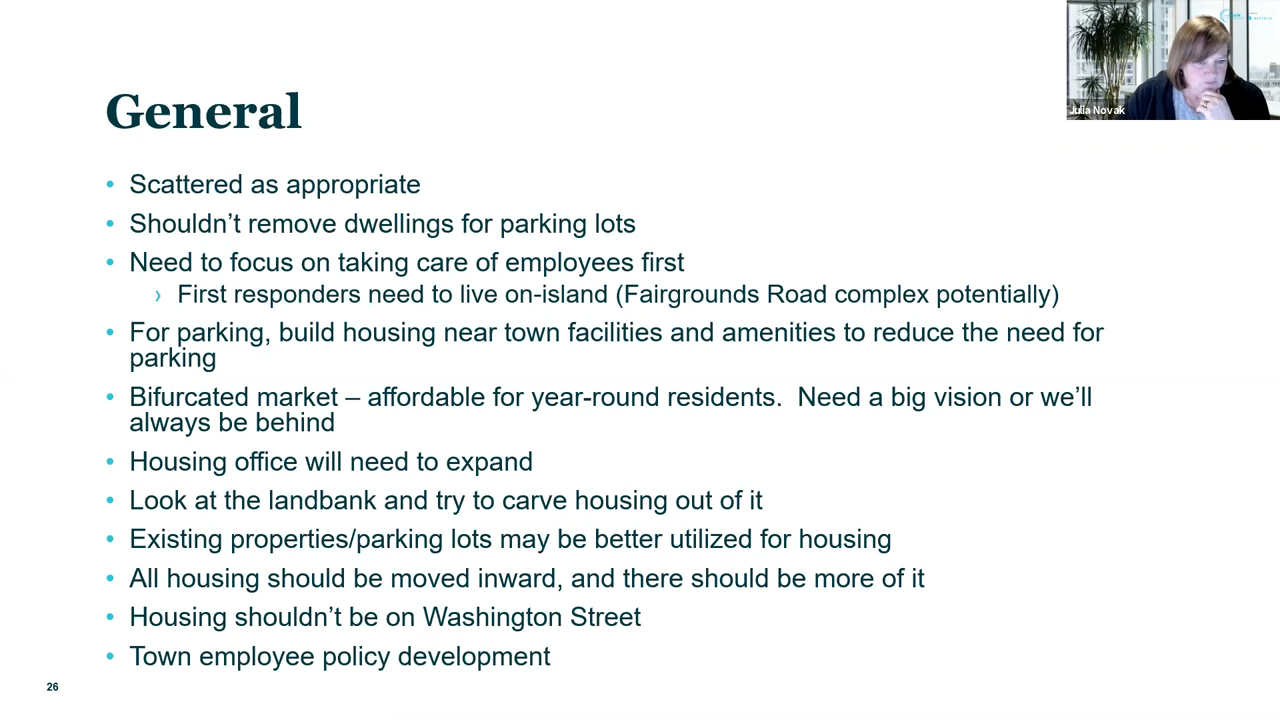 Julia Novak
General
• Scattered as appropriate
• Shouldn’t remove dwellings for parking lots
• Need to focus on taking care of employees first
› First responders need to live on-island (Fairgrounds Road complex potentially)
• For parking, build housing near town facilities and amenities to reduce the need for
parking
• Bifurcated market – affordable for year-round residents.  Need a big vision or we’ll
always be behind
• Housing office will need to expand
• Look at the landbank and try to carve housing out of it
• Existing properties/parking lots may be better utilized for housing
• All housing should be moved inward, and there should be more of it
• Housing shouldn’t be on Washington Street
• Town employee policy development
26